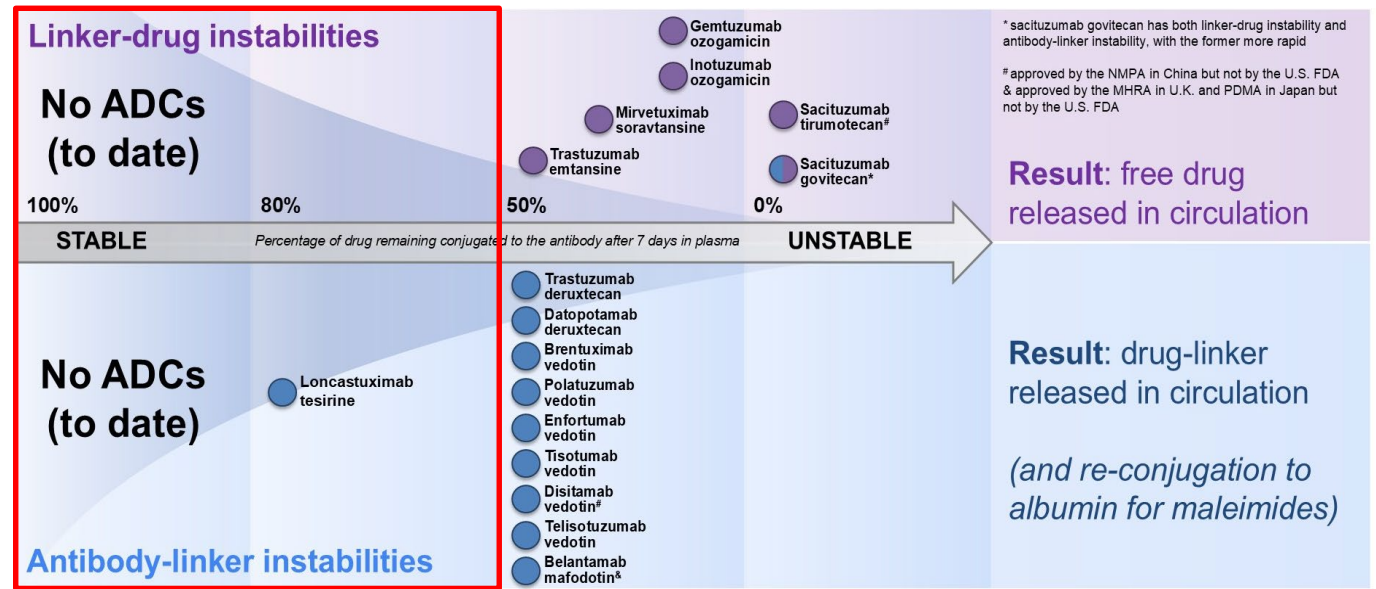 Linker-drug instabilities
No ADCs
(to date)
Gemtuzumab
ozogamicin
Inotuzumab
ozogamicin
Mirvetuximab
soravtansine
Trastuzumab
emtansine
Sacituzumab
tirumotecan#
Sacituzumab
govitecan*
* sacituzumab govitecan has both linker-drug instability and
antibody-linker instability, with the former more rapid
# approved by the NMPA in China but not by the U.S. FDA
& approved by the MHRA in U.K. and PDMA in Japan but
not by the U.S. FDA
Result: free drug
released in circulation
100%
80%
50%
0%
STABLE
Percentage of drug remaining conjugated to the antibody after 7 days in plasma
UNSTABLE
No ADCs
(to date)
Loncastuximab
tesirine
Trastuzumab
deruxtecan
Datopotamab
deruxtecan
Brentuximab
vedotin
Polatuzumab
vedotin
Enfortumab
vedotin
Tisotumab
vedotin
Disitamab
vedotin#
Telisotuzumab
vedotin
Belantamab
mafodotin&
Result: drug-linker
released in circulation
(and re-conjugation to
albumin for maleimides)
Antibody-linker instabilities